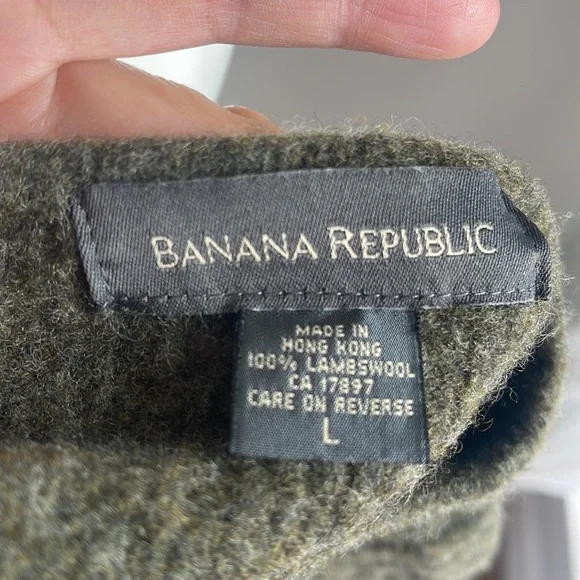 BANANA REPUBLIC
MADE IN
HONG KONG
100% LAMBSWOOL
CA 17897
CARE ON REVERSE
L